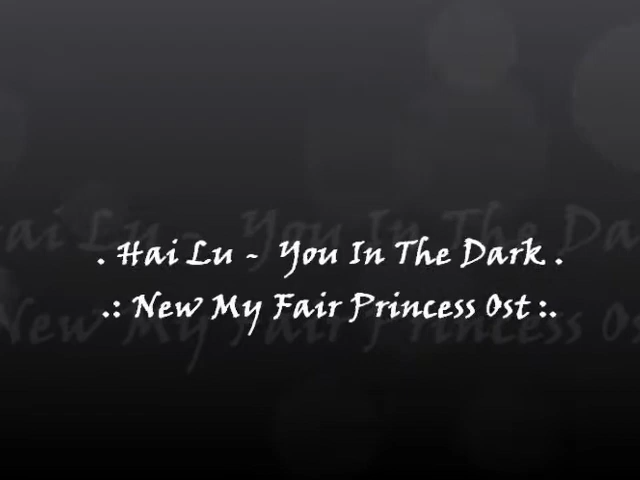 . Hai Lu - You In The Dark .
.: New My Fair Princess Ost :.